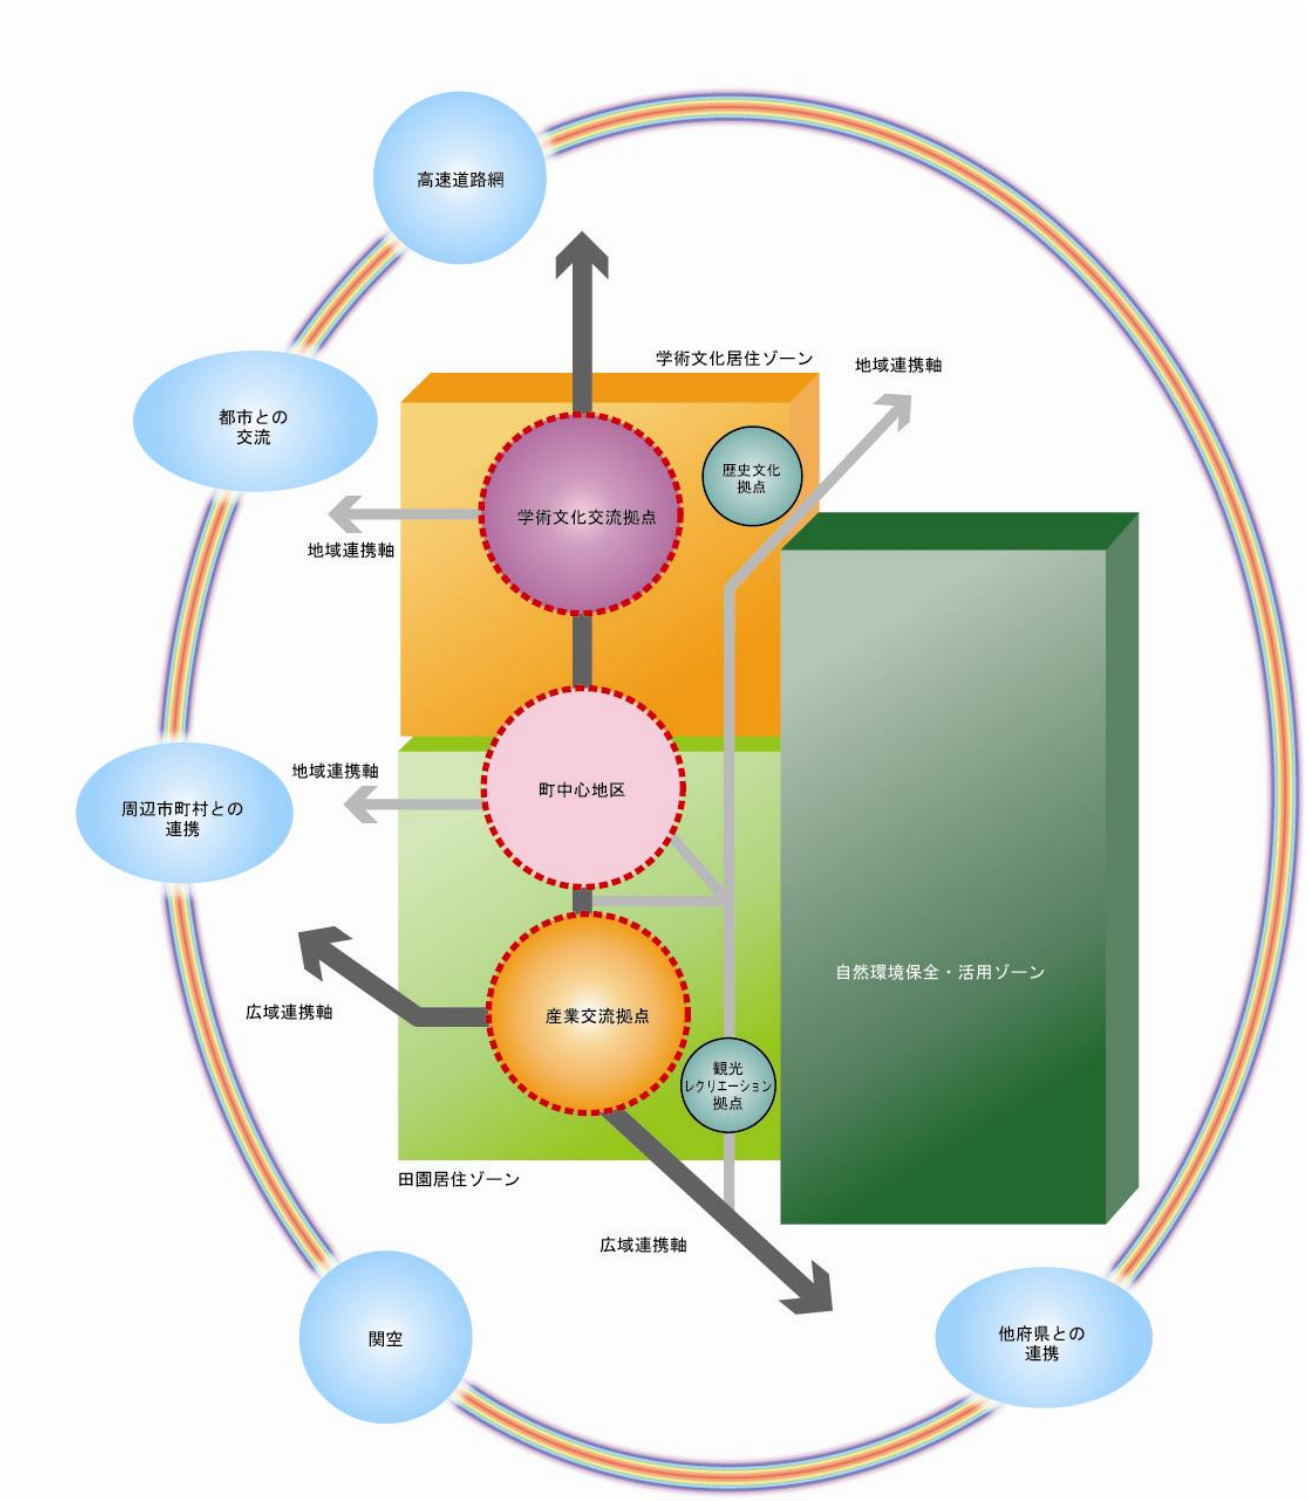 高速道路網
学術文化居住ゾーン
地域連携軸
都市との
交流
歴史文化
拠点
学術文化交流拠点
地域連携軸
地域連携軸
町中心地区
周辺市町村との
連携
自然環境保全・活用ゾーン
広域連携軸
産業交流拠点
観光
レクリエーション
拠点
田園居住ゾーン
広域連携軸
関空
他府県との
連携